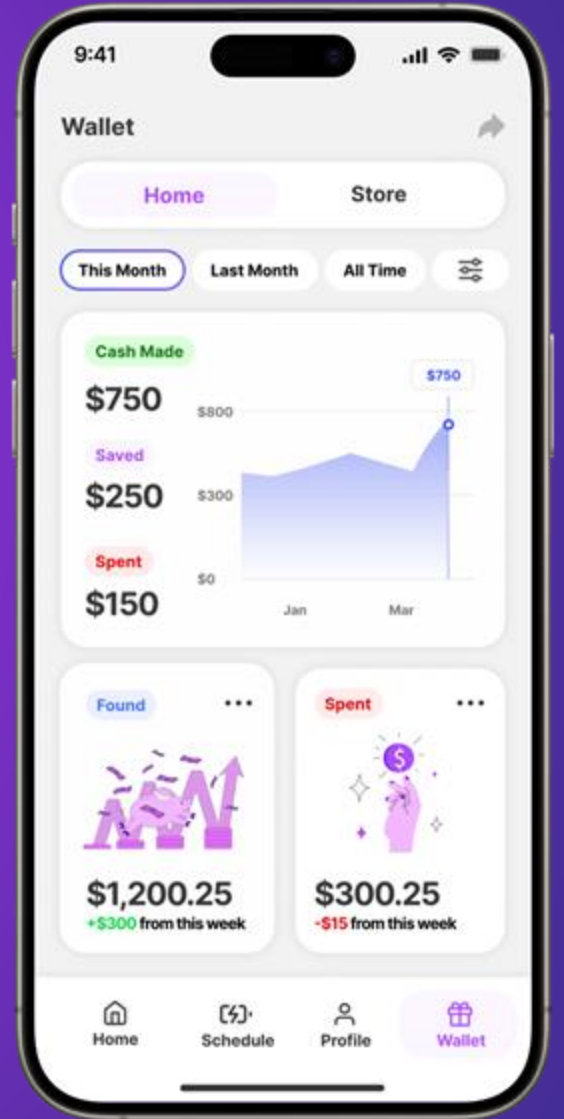 9:41
Wallet
Home Store
This Month Last Month All Time
Cash Made
$750
Saved
$250
Spent
$150
$750
$800
$300
$0
Jan Mar
Found
$1,200.25
+$300 from this week
Spent
$
$300.25
-$15 from this week
Home Schedule Profile Wallet